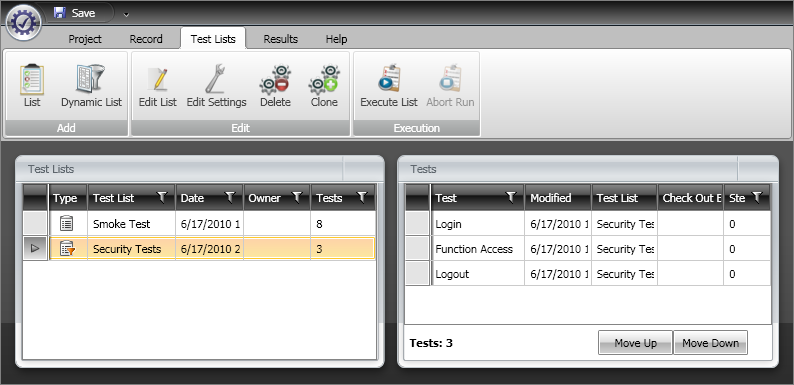 Save
Project Record Test Lists Results Help
List Dynamic List Edit List Edit Settings Delete Clone Execute List Abort Run
Add Edit Execution
Test Lists
Type Test List Date Owner Tests
Smoke Test 6/17/2010 1 8
Security Tests 6/17/2010 2 3
Tests
Test Modified Test List Check Out E Ste
Login 6/17/2010 1 Security Tes 0
Function Access 6/17/2010 1 Security Tes 0
Logout 6/17/2010 1 Security Tes 0
Tests: 3 Move Up Move Down